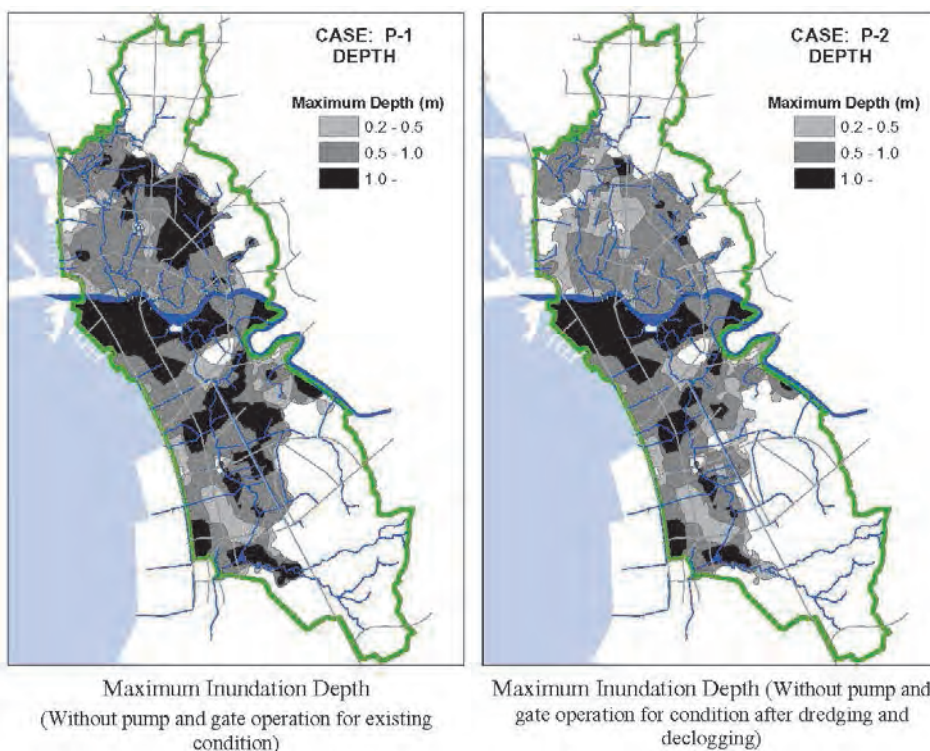 CASE: P-1
DEPTH
Maximum Depth (m)
0.2 - 0.5
0.5 - 1.0
1.0 -
Maximum Inundation Depth
(Without pump and gate operation for existing
condition)
CASE: P-2
DEPTH
Maximum Depth (m)
0.2 - 0.5
0.5 - 1.0
1.0 -
Maximum Inundation Depth (Without pump and
gate operation for condition after dredging and
declogging)